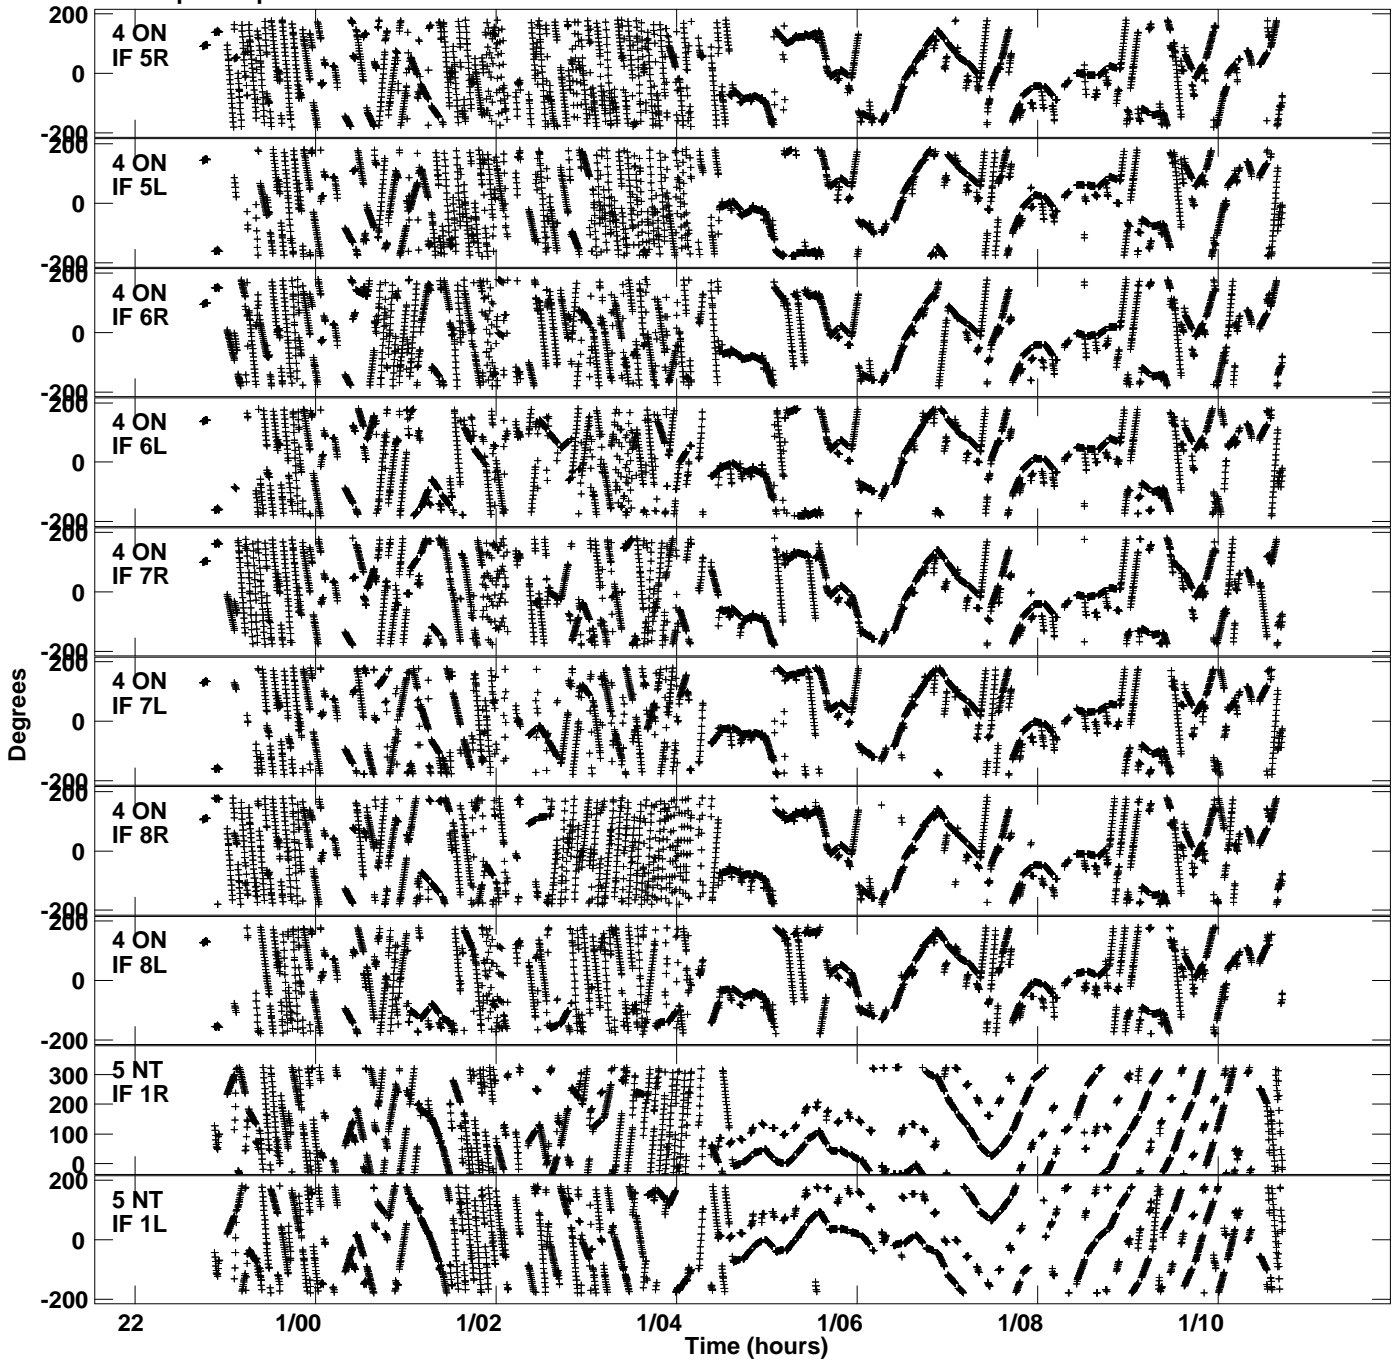 200
4 ON
IF 5R
0
-200
200
4 ON
IF 5L
0
-200
200
4 ON
IF 6R
0
-200
200
4 ON
IF 6L
0
-200
200
4 ON
IF 7R
0
-200
200
4 ON
IF 7L
0
-200
200
4 ON
IF 8R
0
-200
200
4 ON
IF 8L
0
-200
5 NT
IF 1R
300
200
100
0
200
5 NT
IF 1L
0
-200
Degrees
22 1/00 1/02 1/04 1/06 1/08 1/10
Time (hours)